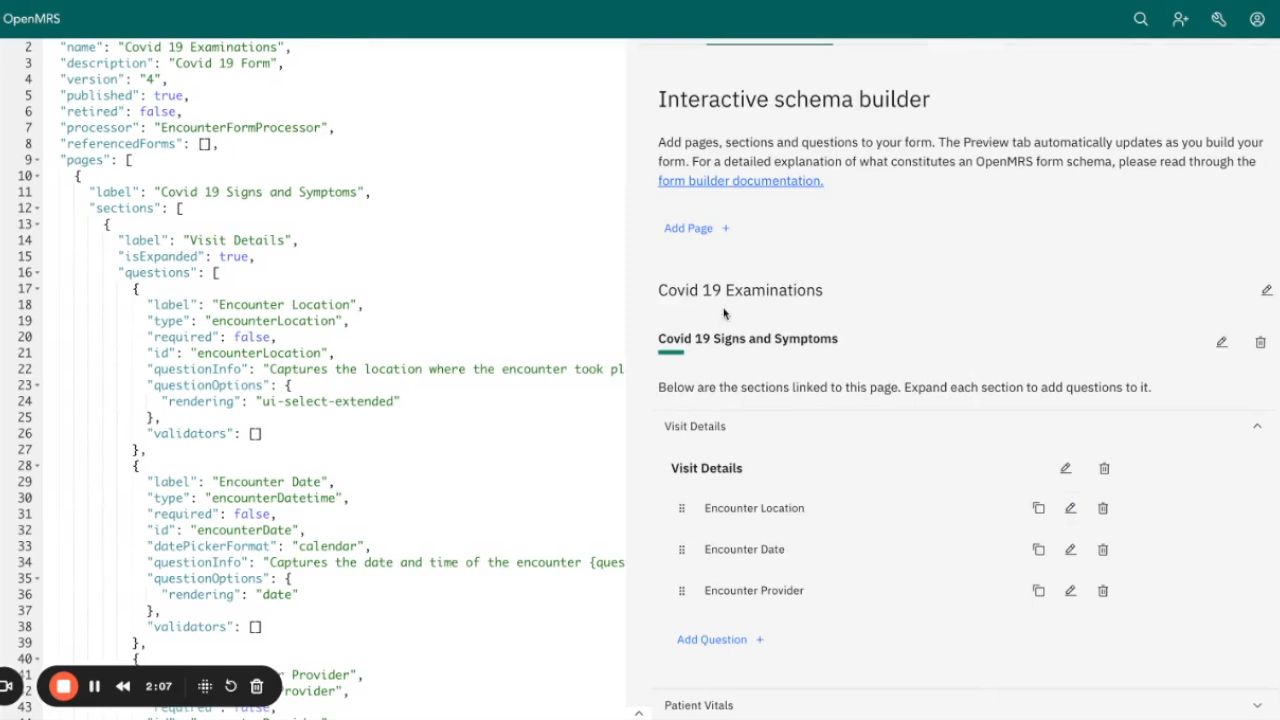 OpenMRS
2 "name": "Covid 19 Examinations",
3 "description": "Covid 19 Form",
4 "version": "4",
5 "published": true,
6 "retired": false,
7 "processor": "EncounterFormProcessor",
8 "referencedForms": [],
9 "pages": [
10 {
11 "label": "Covid 19 Signs and Symptoms",
12 "sections": [
13 {
14 "label": "Visit Details",
15 "isExpanded": true,
16 "questions": [
17 {
18 "label": "Encounter Location",
19 "type": "encounterLocation",
20 "required": false,
21 "id": "encounterLocation",
22 "questionInfo": "Captures the location where the encounter took pl
23 "questionOptions": {
24 "rendering": "ui-select-extended"
25 },
26 "validators": []
27 },
28 {
29 "label": "Encounter Date",
30 "type": "encounterDatetime",
31 "required": false,
32 "id": "encounterDate",
33 "datePickerFormat": "calendar",
34 "questionInfo": "Captures the date and time of the encounter {ques
35 "questionOptions": {
36 "rendering": "date"
37 },
38 "validators": []
39 },
40 {
r Provider",
rovider",
43 "required": false,
2:07
Interactive schema builder
Add pages, sections and questions to your form. The Preview tab automatically updates as you build your
form. For a detailed explanation of what constitutes an OpenMRS form schema, please read through the
form builder documentation.
Add Page +
Covid 19 Examinations
Covid 19 Signs and Symptoms
Below are the sections linked to this page. Expand each section to add questions to it.
Visit Details
Visit Details
Encounter Location
Encounter Date
Encounter Provider
Add Question +
Patient Vitals